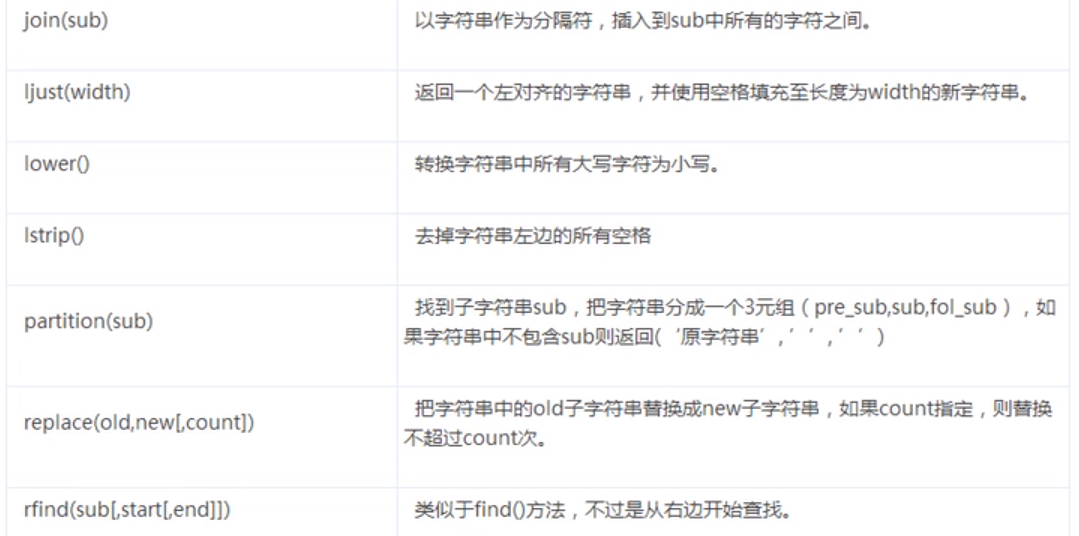 join(sub)
以字符串作为分隔符，插入到sub中所有的字符之间。
ljust(width)
返回一个左对齐的字符串，并使用空格填充至长度为width的新字符串。
lower()
转换字符串中所有大写字符为小写。
lstrip()
去掉字符串左边的所有空格
partition(sub)
找到子字符串sub，把字符串分成一个3元组（pre_sub,sub,fol_sub），如
果字符串中不包含sub则返回(‘原字符串’,’’,’’)
replace(old,new[,count])
把字符串中的old子字符串替换成new子字符串，如果count指定，则替换
不超过count次。
rfind(sub[,start[,end]])
类似于find()方法，不过是从右边开始查找。